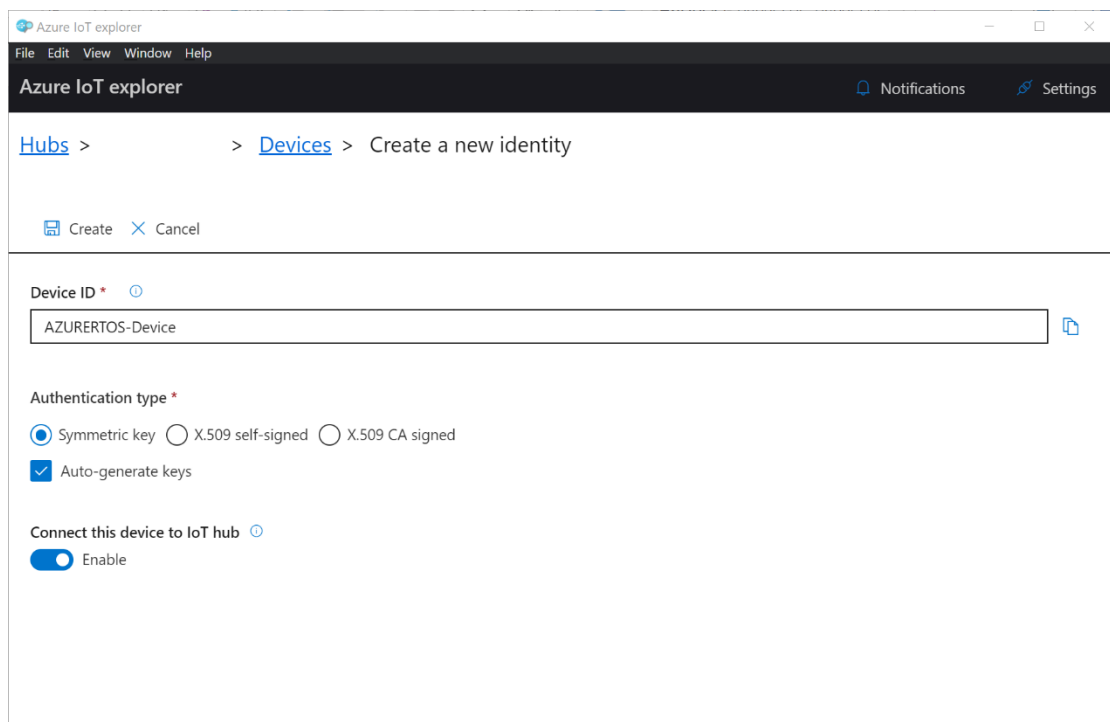 Azure IoT explorer
File Edit View Window Help
Azure IoT explorer Notifications Settings
Hubs > > Devices > Create a new identity
Create Cancel
Device ID *
AZURERTOS-Device
Authentication type *
Symmetric key X.509 self-signed X.509 CA signed
Auto-generate keys
Connect this device to IoT hub
Enable